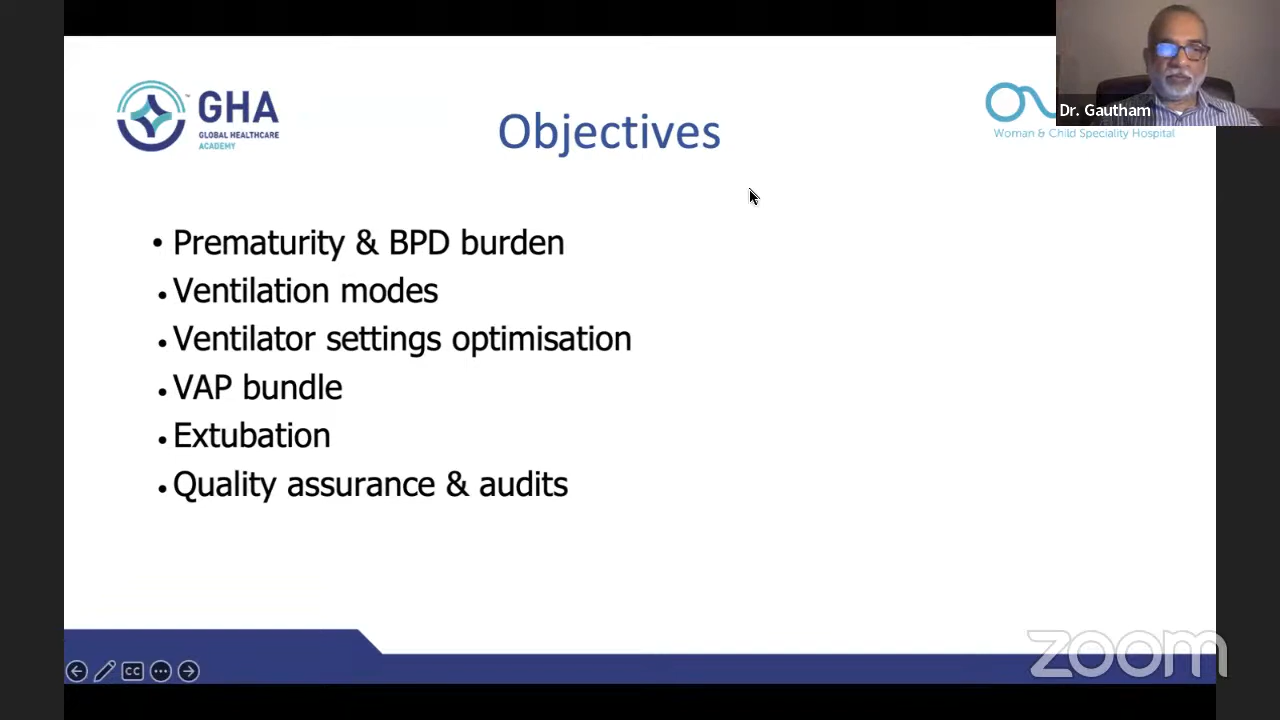 GHA
GLOBAL HEALTHCARE
ACADEMY
Objectives
Dr. Gautham
Woman & Child Speciality Hospital
• Prematurity & BPD burden
• Ventilation modes
• Ventilator settings optimisation
• VAP bundle
• Extubation
• Quality assurance & audits
CC
zoom